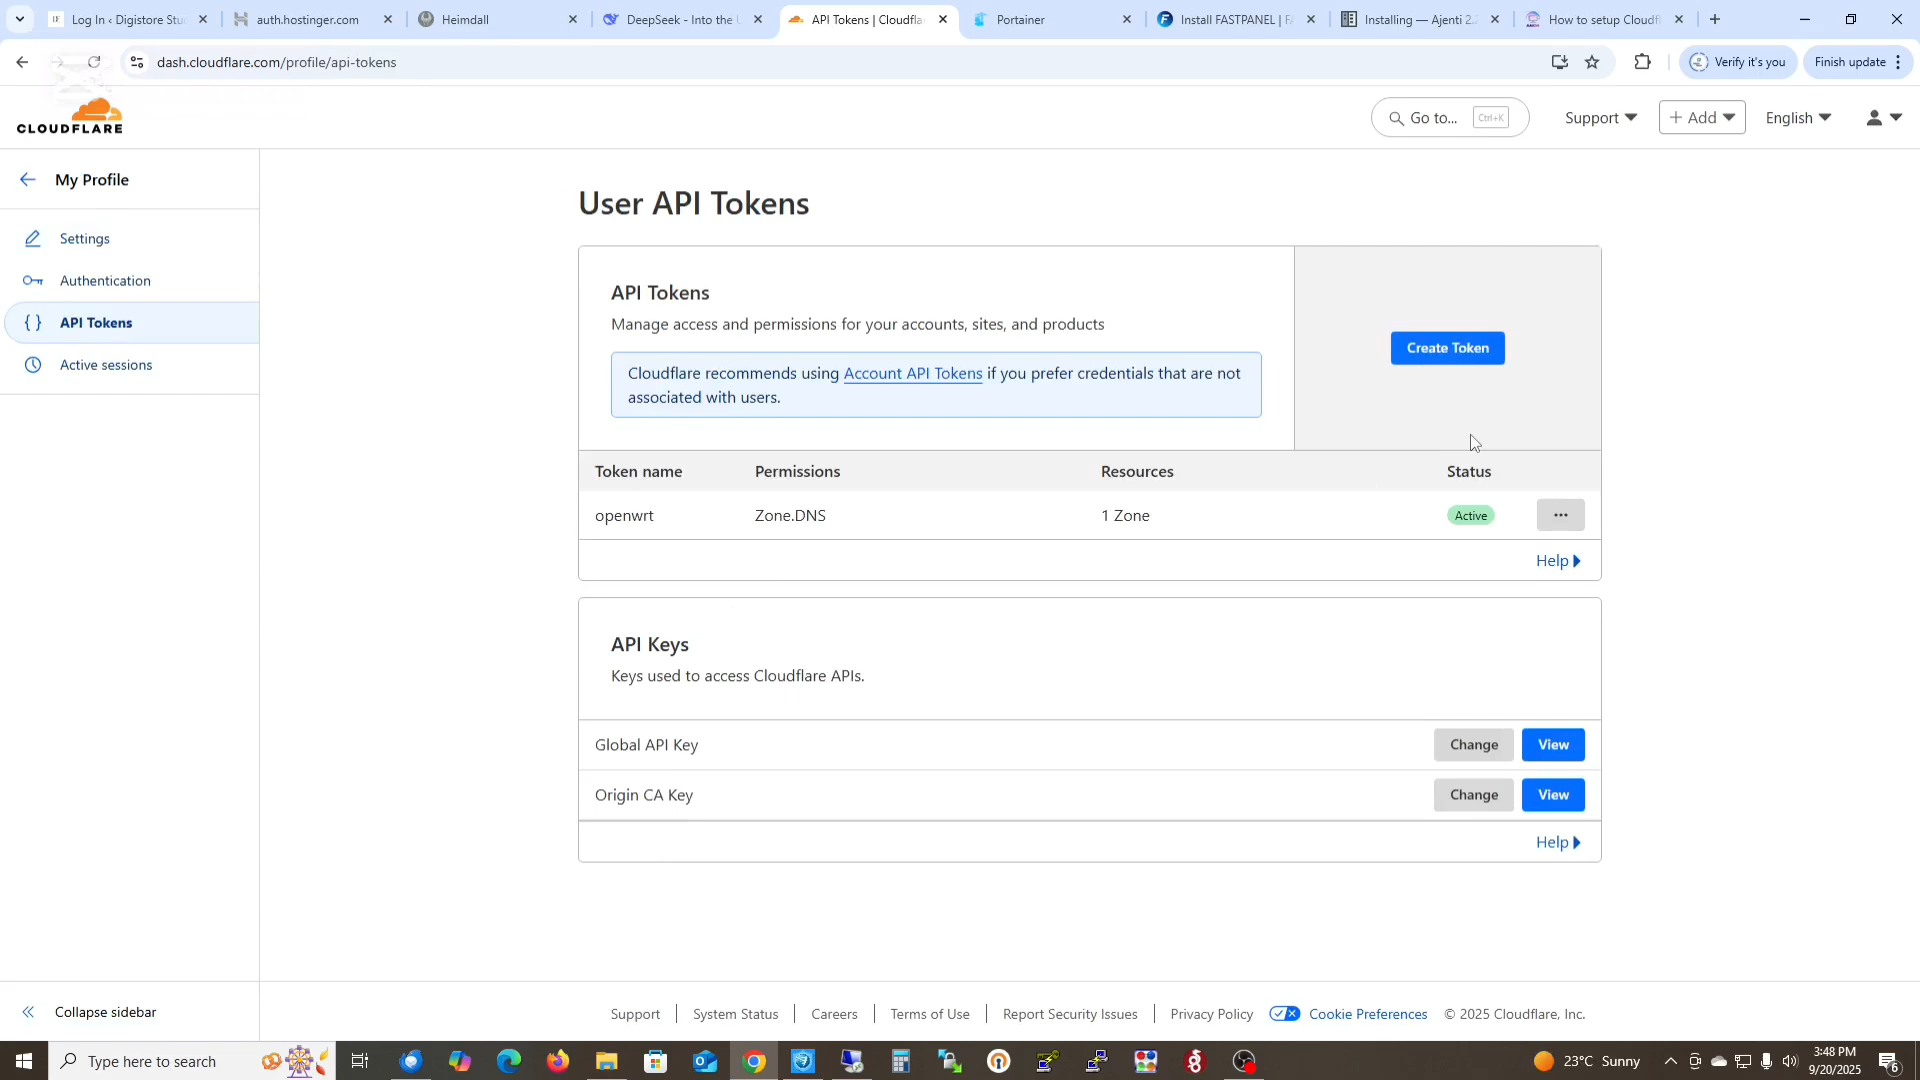 Log In ‹ Digistore Stu
auth.hostinger.com
Heimdall
DeepSeek - Into the
API Tokens | Cloudfla
Portainer
Install FASTPANEL | FA
Installing — Ajenti 2.
How to setup Cloudf
dash.cloudflare.com/profile/api-tokens
Verify it's you
Finish update
CLOUDFLARE
Go to...
Ctrl+K
Support
+ Add
English
My Profile
Settings
Authentication
API Tokens
Active sessions
User API Tokens
API Tokens
Manage access and permissions for your accounts, sites, and products
Cloudflare recommends using Account API Tokens if you prefer credentials that are not
associated with users.
Create Token
Token name Permissions Resources Status
openwrt Zone.DNS 1 Zone Active
Help
API Keys
Keys used to access Cloudflare APIs.
Global API Key Change View
Origin CA Key Change View
Help
Collapse sidebar
Support System Status Careers Terms of Use Report Security Issues Privacy Policy Cookie Preferences © 2025 Cloudflare, Inc.
Type here to search
23°C Sunny
3:48 PM
9/20/2025
6